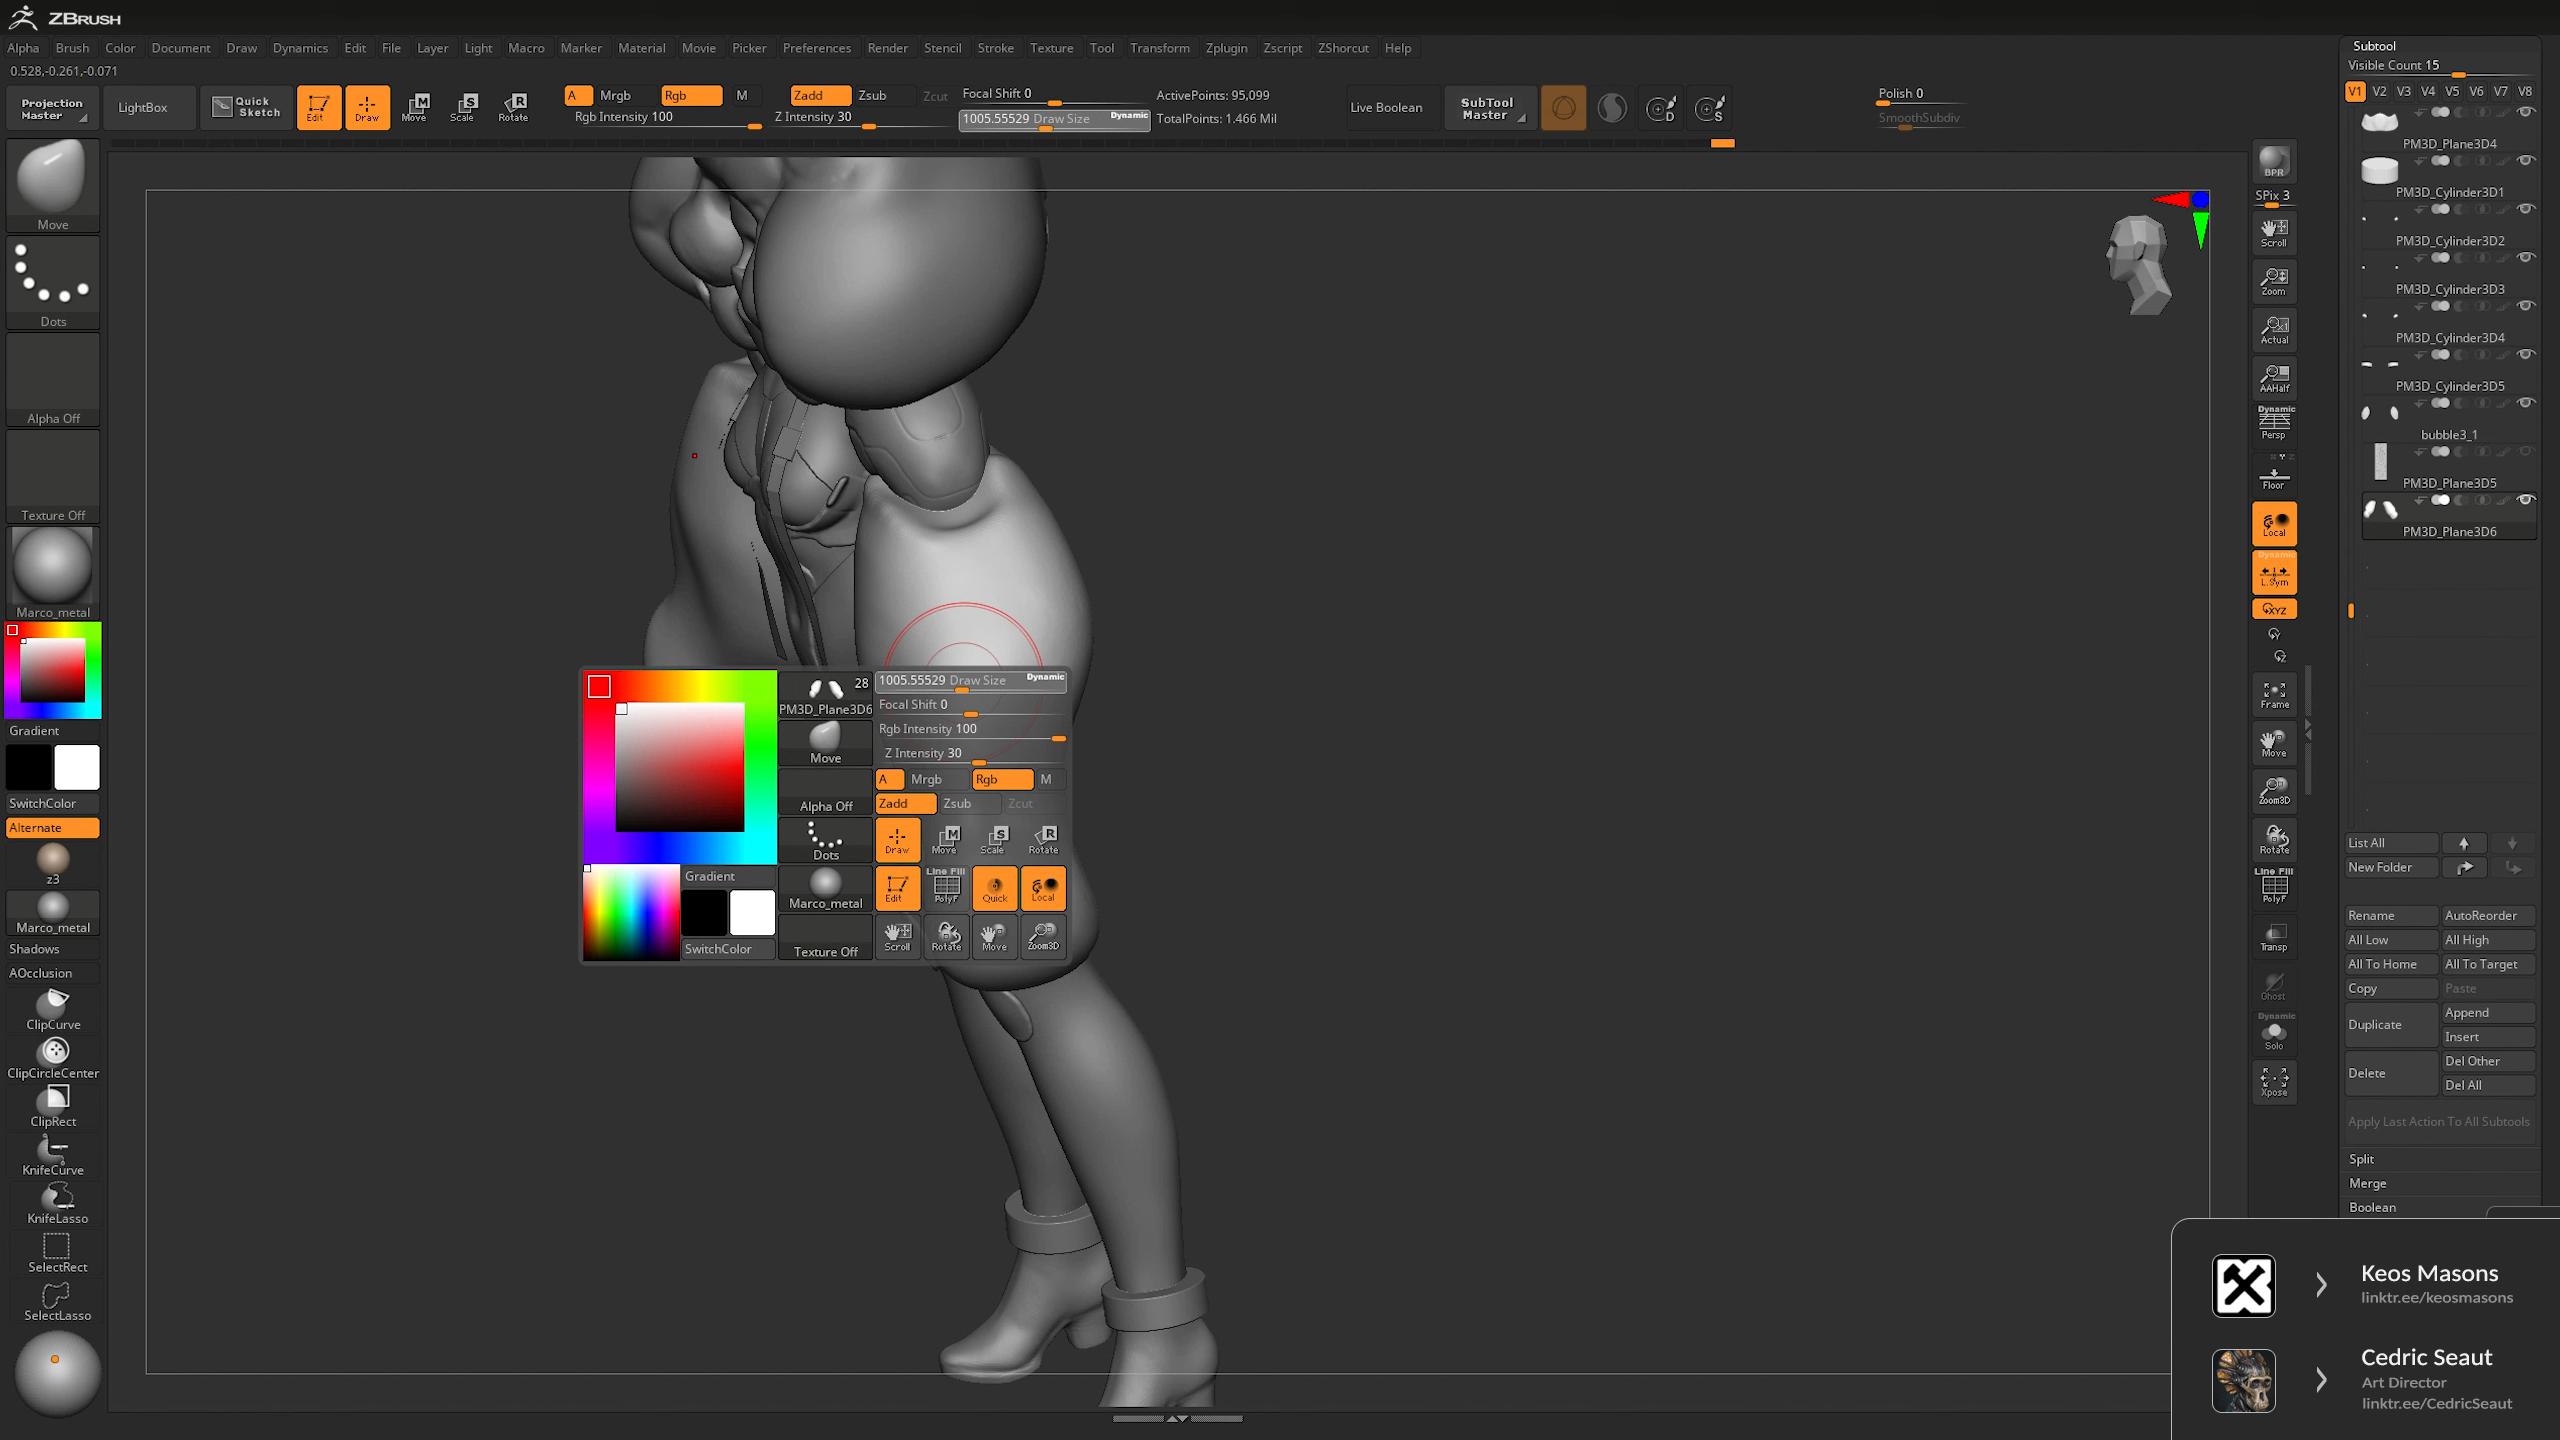 ZBRUSH
Alpha Brush Color Document Draw Dynamics Edit File Layer Light Macro Marker Material Movie Picker Preferences Render Stencil Stroke Texture Tool Transform Zplugin Zscript ZShorcut Help
0.528,-0.261,-0.071
Projection Master
LightBox
Quick Sketch
Edit
Draw
Move
Scale
Rotate
A Mrgb Rgb M
Rgb Intensity 100
Zadd Zsub Zcut
Z Intensity 30
Focal Shift 0
1005.55529 Draw Size Dynamic
ActivePoints: 95,099
TotalPoints: 1.466 Mil
Live Boolean
SubTool Master
D
S
Polish 0
SmoothSubdiv
Move
Dots
Alpha Off
Texture Off
Marco_metal
Gradient
SwitchColor
Alternate
z3
Marco_metal
Shadows
AOcclusion
ClipCurve
ClipCircleCenter
ClipRect
KnifeCurve
KnifeLasso
SelectRect
SelectLasso
28
PM3D_Plane3D6
Move
Alpha Off
Dots
Marco_metal
Texture Off
Gradient
SwitchColor
1005.55529 Draw Size Dynamic
Focal Shift 0
Rgb Intensity 100
Z Intensity 30
A Mrgb Rgb M
Zadd Zsub Zcut
Draw Move Scale Rotate
Line Fill
Edit PolyF Quick Local
Scroll Rotate Move Zoom3D
BPR
SPix 3
Scroll
Zoom
Actual
AAHalf
Dynamic
Persp
Floor
Local
Dynamic
L.Sym
XYZ
Y
Z
Frame
Move
Zoom3D
Rotate
Line Fill
PolyF
Transp
Ghost
Dynamic
Solo
Xpose
Subtool
Visible Count 15
V1 V2 V3 V4 V5 V6 V7 V8
PM3D_Plane3D4
PM3D_Cylinder3D1
PM3D_Cylinder3D2
PM3D_Cylinder3D3
PM3D_Cylinder3D4
PM3D_Cylinder3D5
bubble3_1
PM3D_Plane3D5
PM3D_Plane3D6
List All
New Folder
Rename AutoReorder
All Low All High
All To Home All To Target
Copy Paste
Duplicate Append
Insert
Delete Del Other
Del All
Apply Last Action To All Subtools
Split
Merge
Boolean
Keos Masons
linktr.ee/keosmasons
Cedric Seaut
Art Director
linktr.ee/CedricSeaut